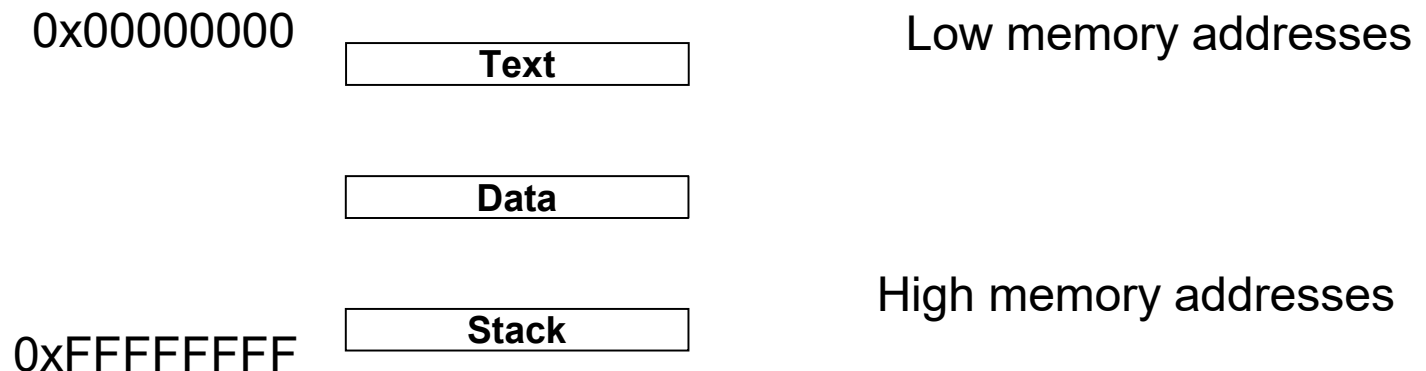 0x00000000
Text
Low memory addresses
Data
High memory addresses
Stack
0xFFFFFFFF